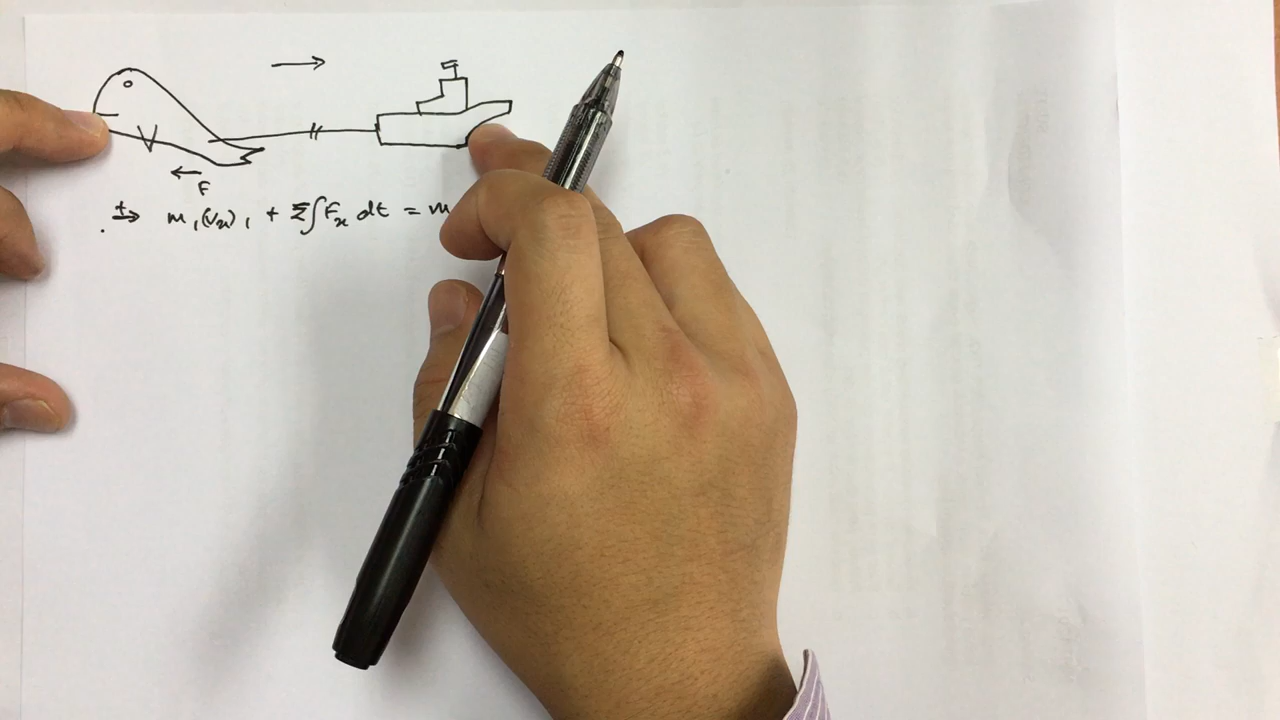 F
+→ m₁(vₓ)₁ + Σ∫Fₓ dt = m